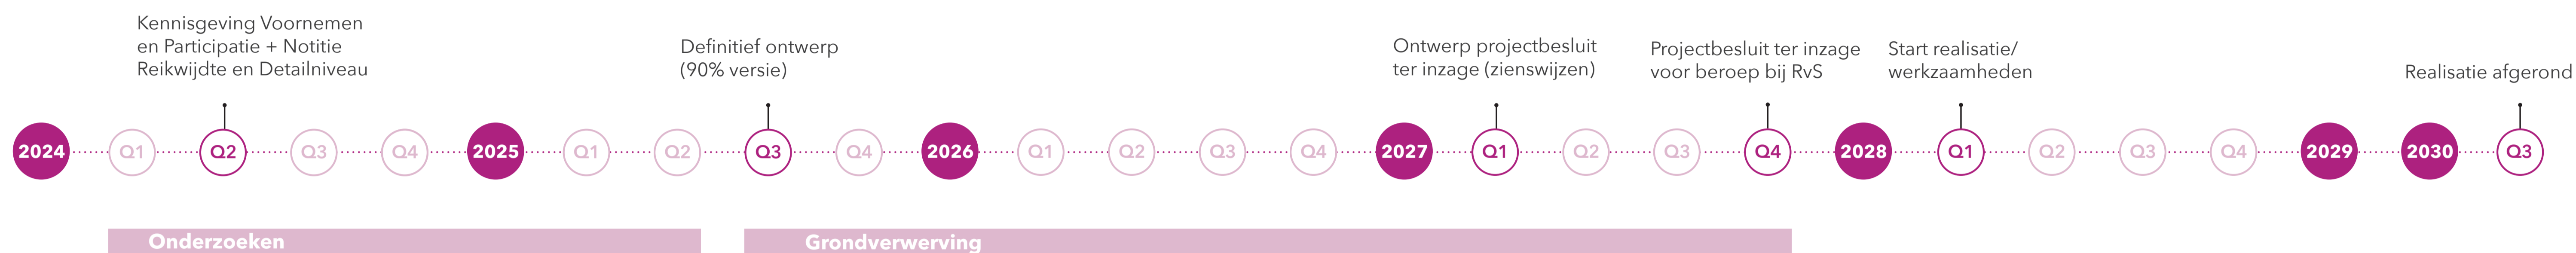 Kennisgeving Voornemen
en Participatie + Notitie
Reikwijdte en Detailniveau
Definitief ontwerp
(90% versie)
Ontwerp projectbesluit
ter inzage (zienswijzen)
Projectbesluit ter inzage
voor beroep bij RvS
Start realisatie/
werkzaamheden
Realisatie afgerond
2024 Q1 Q2 Q3 Q4 2025 Q1 Q2 Q3 Q4 2026 Q1 Q2 Q3 Q4 2027 Q1 Q2 Q3 Q4 2028 Q1 Q2 Q3 Q4 2029 2030 Q3
Onderzoeken
Grondverwerving